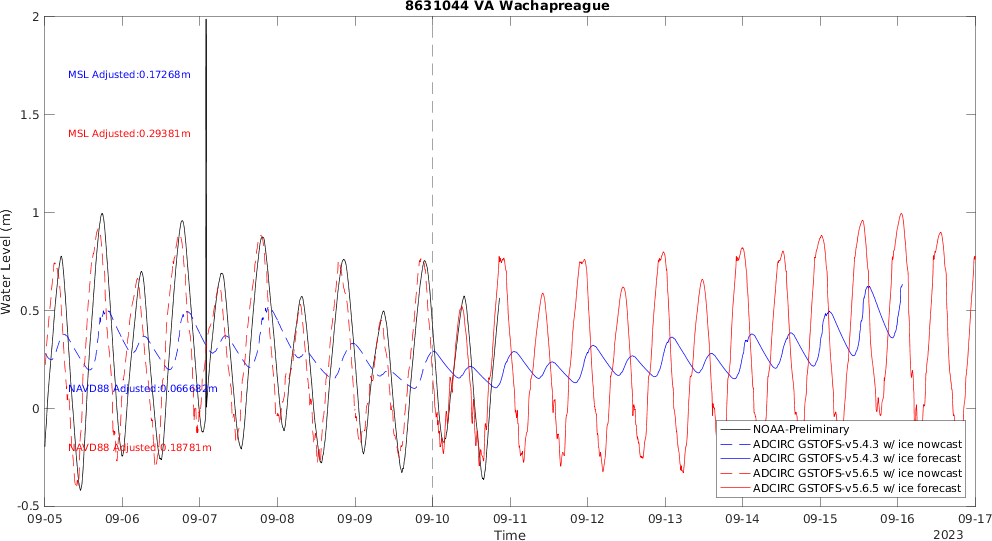 8631044 VA Wachapreague
2
MSL Adjusted:0.17268m
1.5
MSL Adjusted:0.29381m
1
Water Level (m)
0.5
NAVD88 Adjusted:0.066682m
0
NOAA-Preliminary
NAVD88 Adjusted:0.18781m
ADCIRC GSTOFS-v5.4.3 w/ ice nowcast
ADCIRC GSTOFS-v5.4.3 w/ ice forecast
ADCIRC GSTOFS-v5.6.5 w/ ice nowcast
ADCIRC GSTOFS-v5.6.5 w/ ice forecast
-0.5
09-05 09-06 09-07 09-08 09-09 09-10 09-11 09-12 09-13 09-14 09-15 09-16 09-17
Time
2023